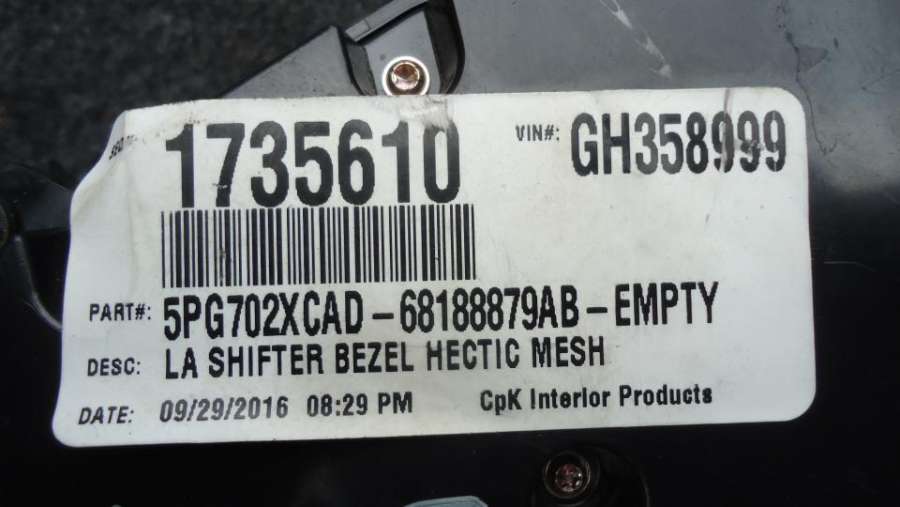 1735610 VIN#: GH358999
PART#: 5PG702XCAD-68188879AB-EMPTY
DESC: LA SHIFTER BEZEL HECTIC MESH
DATE: 09/29/2016 08:29 PM CpK Interior Products